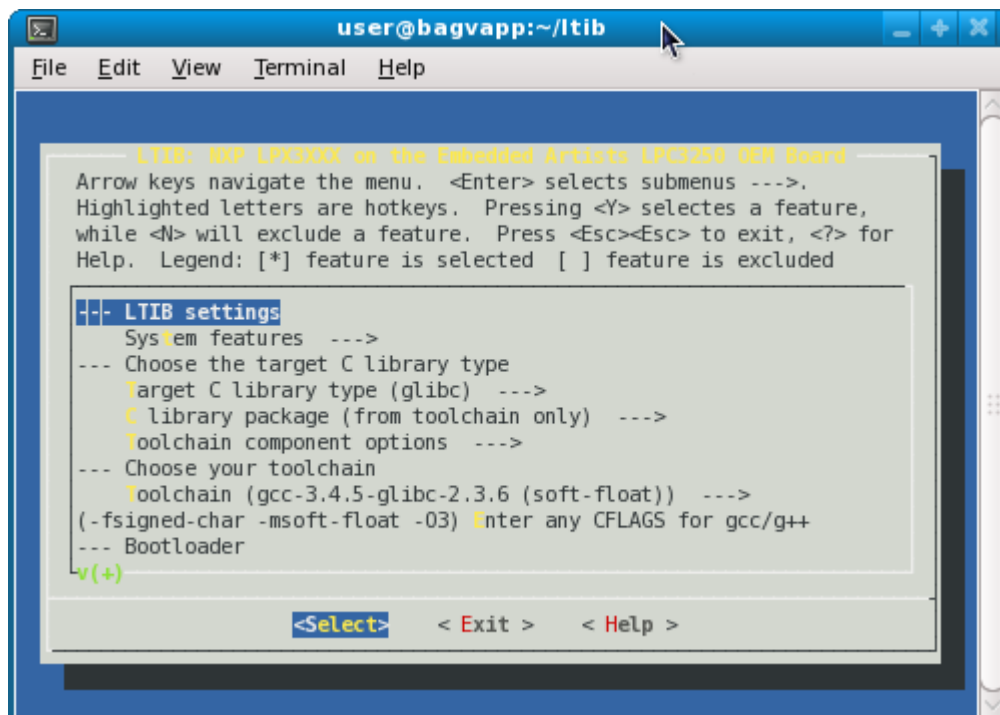 user@bagvapp:~/ltib
File Edit View Terminal Help
LTIB: NXP LPX3XXX on the Embedded Artists LPC3250 OEM Board
Arrow keys navigate the menu. <Enter> selects submenus --->.
Highlighted letters are hotkeys. Pressing <Y> selectes a feature,
while <N> will exclude a feature. Press <Esc><Esc> to exit, <?> for
Help. Legend: [*] feature is selected [ ] feature is excluded
--- LTIB settings
System features --->
--- Choose the target C library type
Target C library type (glibc) --->
C library package (from toolchain only) --->
Toolchain component options --->
--- Choose your toolchain
Toolchain (gcc-3.4.5-glibc-2.3.6 (soft-float)) --->
(-fsigned-char -msoft-float -O3) Enter any CFLAGS for gcc/g++
--- Bootloader
v(+)
<Select> < Exit > < Help >